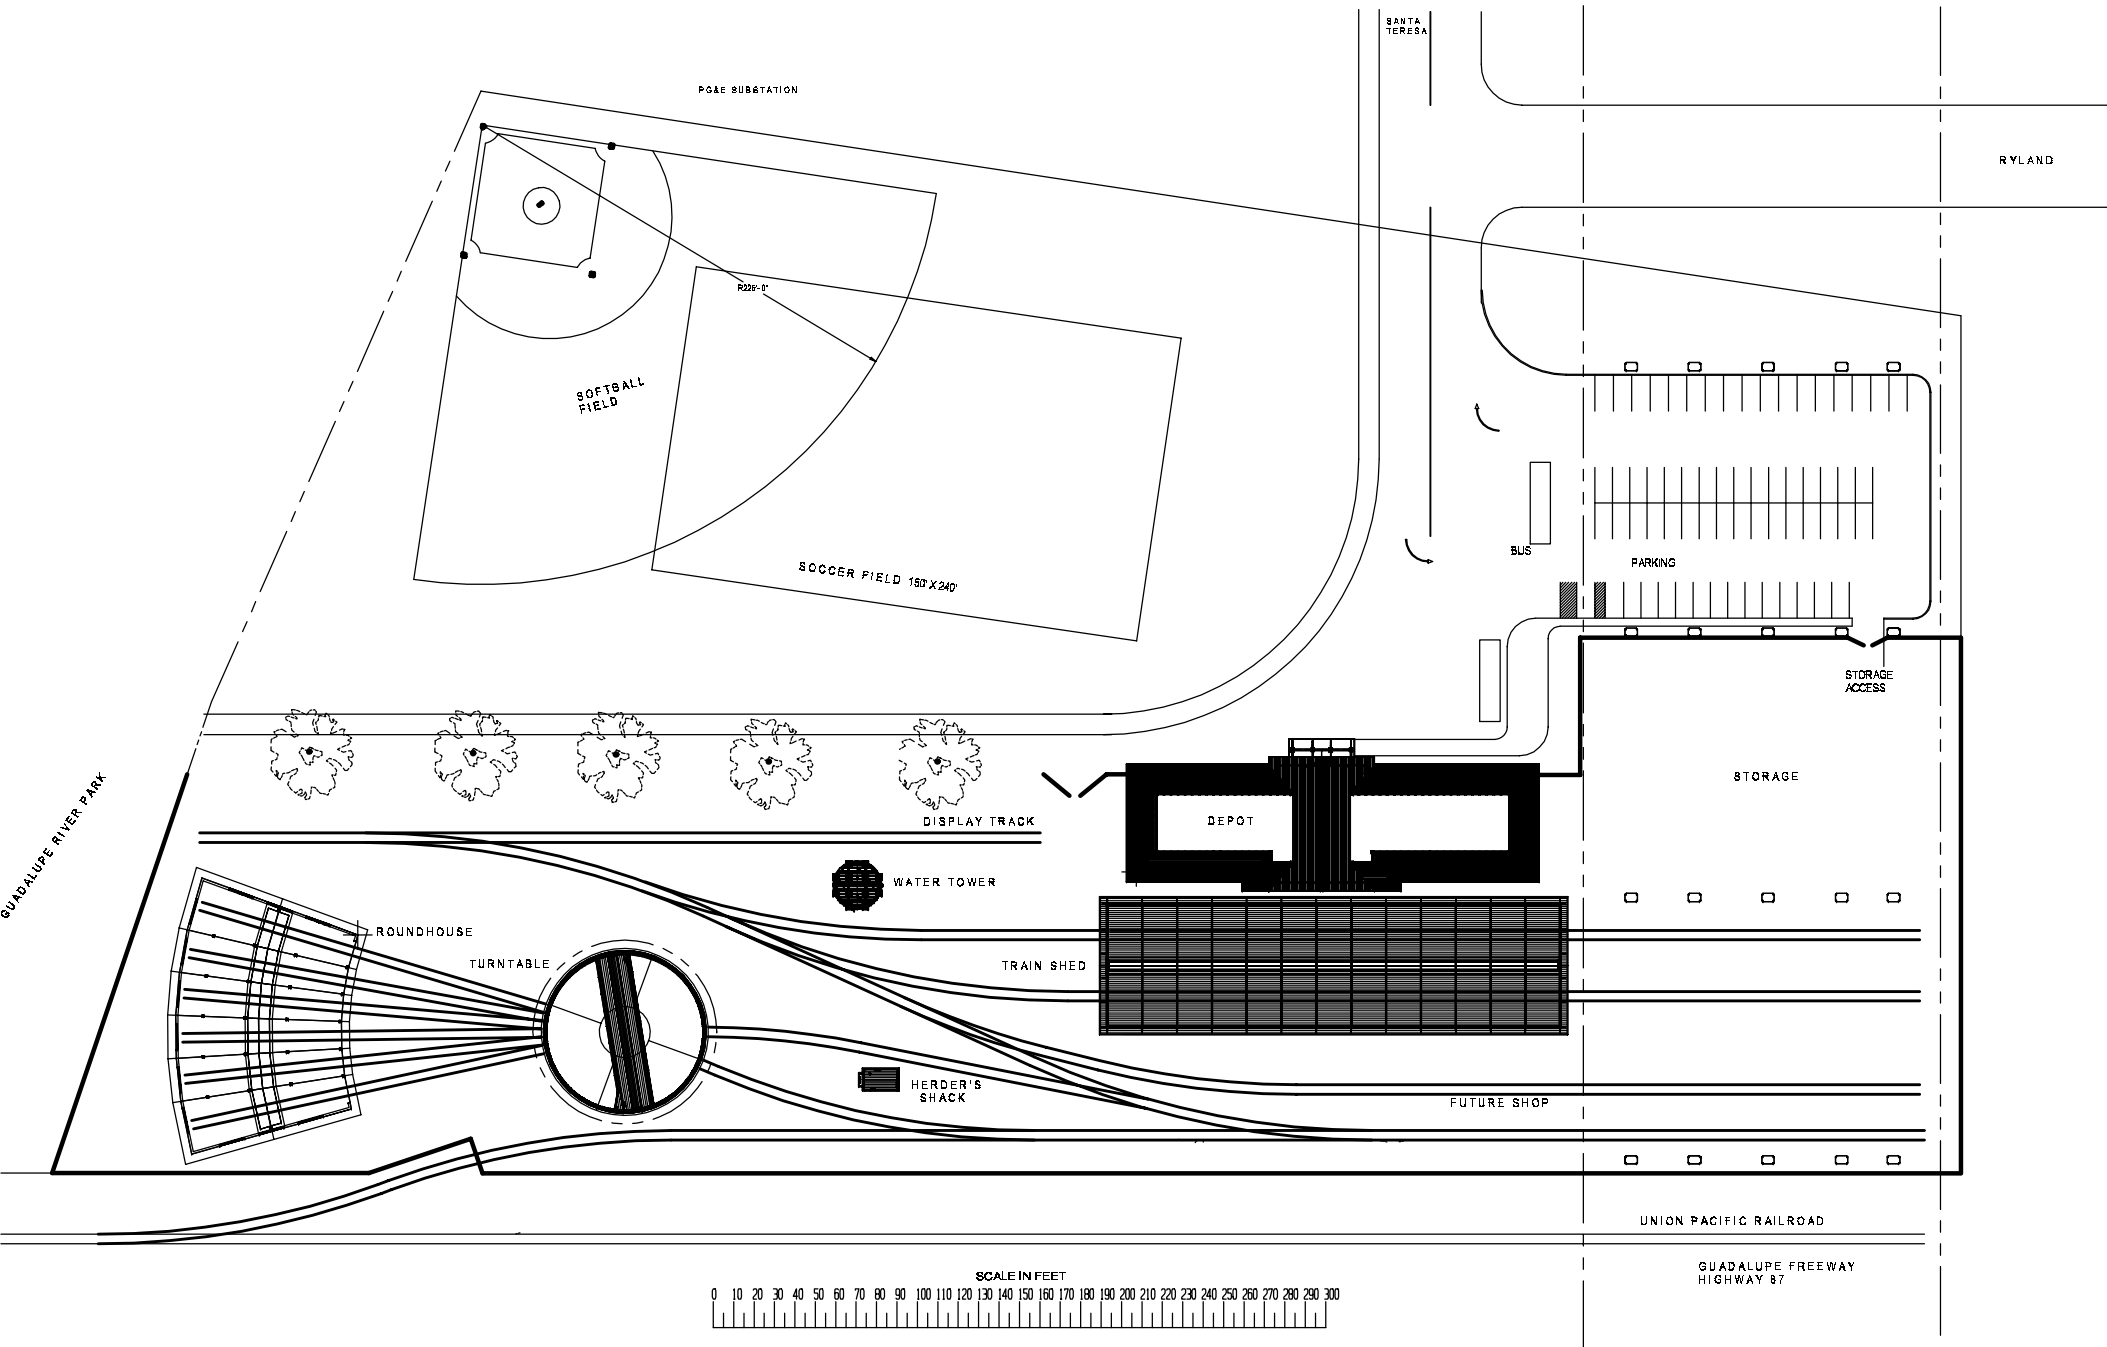 SANTA
TERESA
PG&E SUBSTATION
RYLAND
R225'-0"
SOFTBALL
FIELD
SOCCER FIELD 150' X 240'
BUS
PARKING
STORAGE
ACCESS
STORAGE
GUADALUPE RIVER PARK
DISPLAY TRACK
DEPOT
WATER TOWER
ROUNDHOUSE
TURNTABLE
TRAIN SHED
HERDER'S
SHACK
FUTURE SHOP
UNION PACIFIC RAILROAD
GUADALUPE FREEWAY
HIGHWAY 87
SCALE IN FEET
0 10 20 30 40 50 60 70 80 90 100 110 120 130 140 150 160 170 180 190 200 210 220 230 240 250 260 270 280 290 300